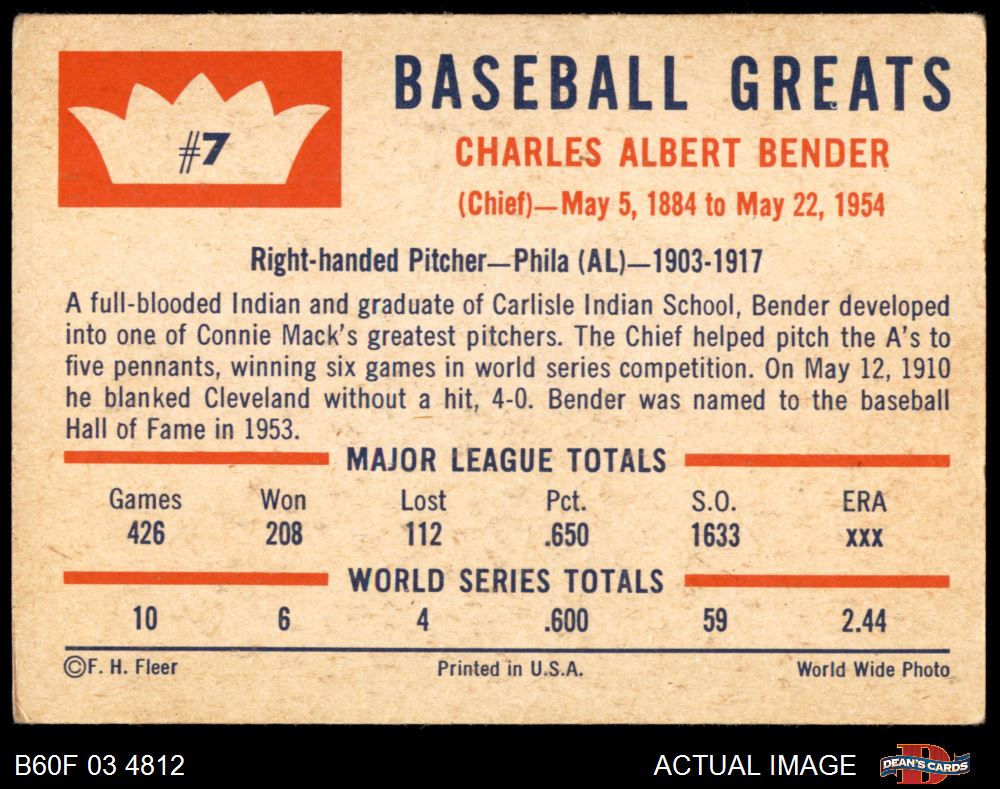 #7
BASEBALL GREATS
CHARLES ALBERT BENDER
(Chief)—May 5, 1884 to May 22, 1954
Right-handed Pitcher—Phila (AL)—1903-1917
A full-blooded Indian and graduate of Carlisle Indian School, Bender developed
into one of Connie Mack's greatest pitchers. The Chief helped pitch the A's to
five pennants, winning six games in world series competition. On May 12, 1910
he blanked Cleveland without a hit, 4-0. Bender was named to the baseball
Hall of Fame in 1953.
MAJOR LEAGUE TOTALS
Games Won Lost Pct. S.O. ERA
426 208 112 .650 1633 xxx
WORLD SERIES TOTALS
10 6 4 .600 59 2.44
©F. H. Fleer Printed in U.S.A. World Wide Photo
B60F 03 4812 ACTUAL IMAGE DEAN'S CARDS